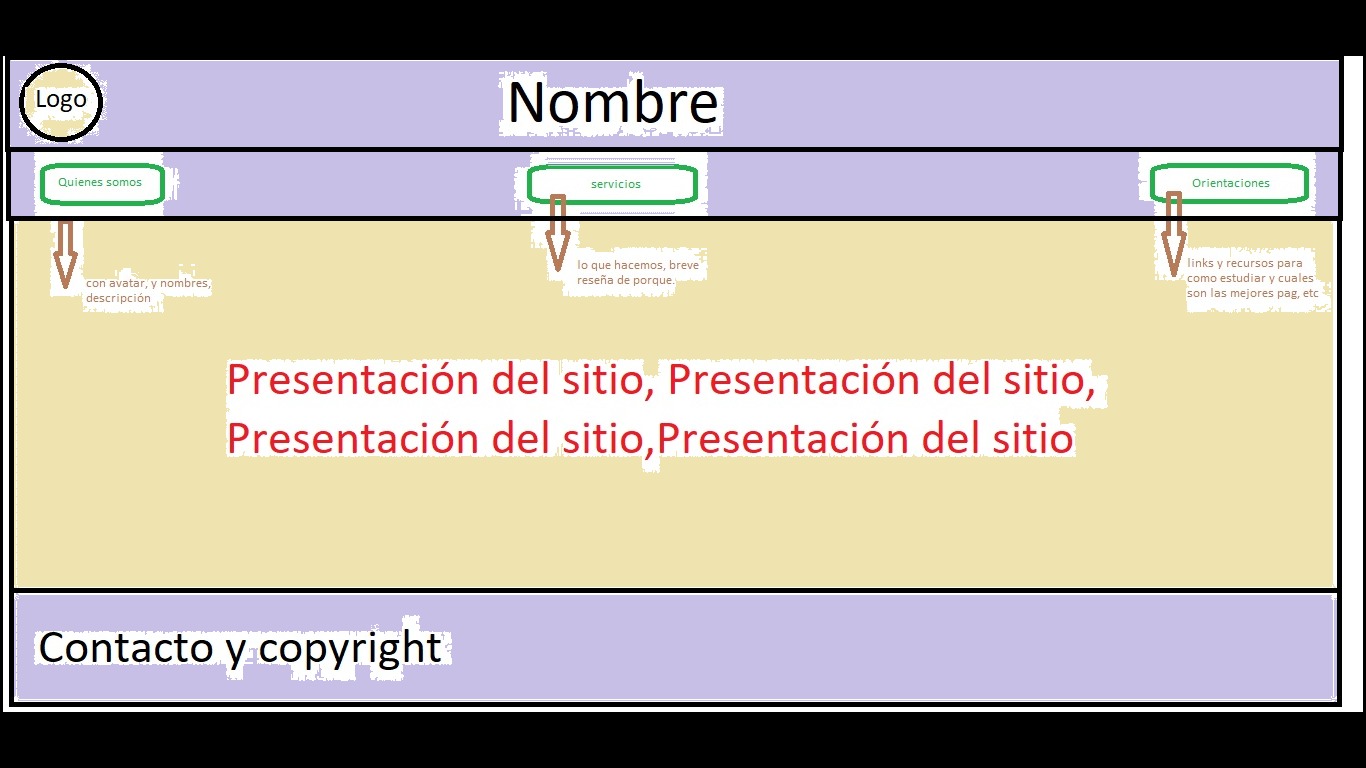 Logo
Nombre
Quienes somos
servicios
Orientaciones
con avatar, y nombres,
descripción
lo que hacemos, breve
reseña de porque.
links y recursos para
como estudiar y cuales
son las mejores pag, etc
Presentación del sitio, Presentación del sitio,
Presentación del sitio,Presentación del sitio
Contacto y copyright